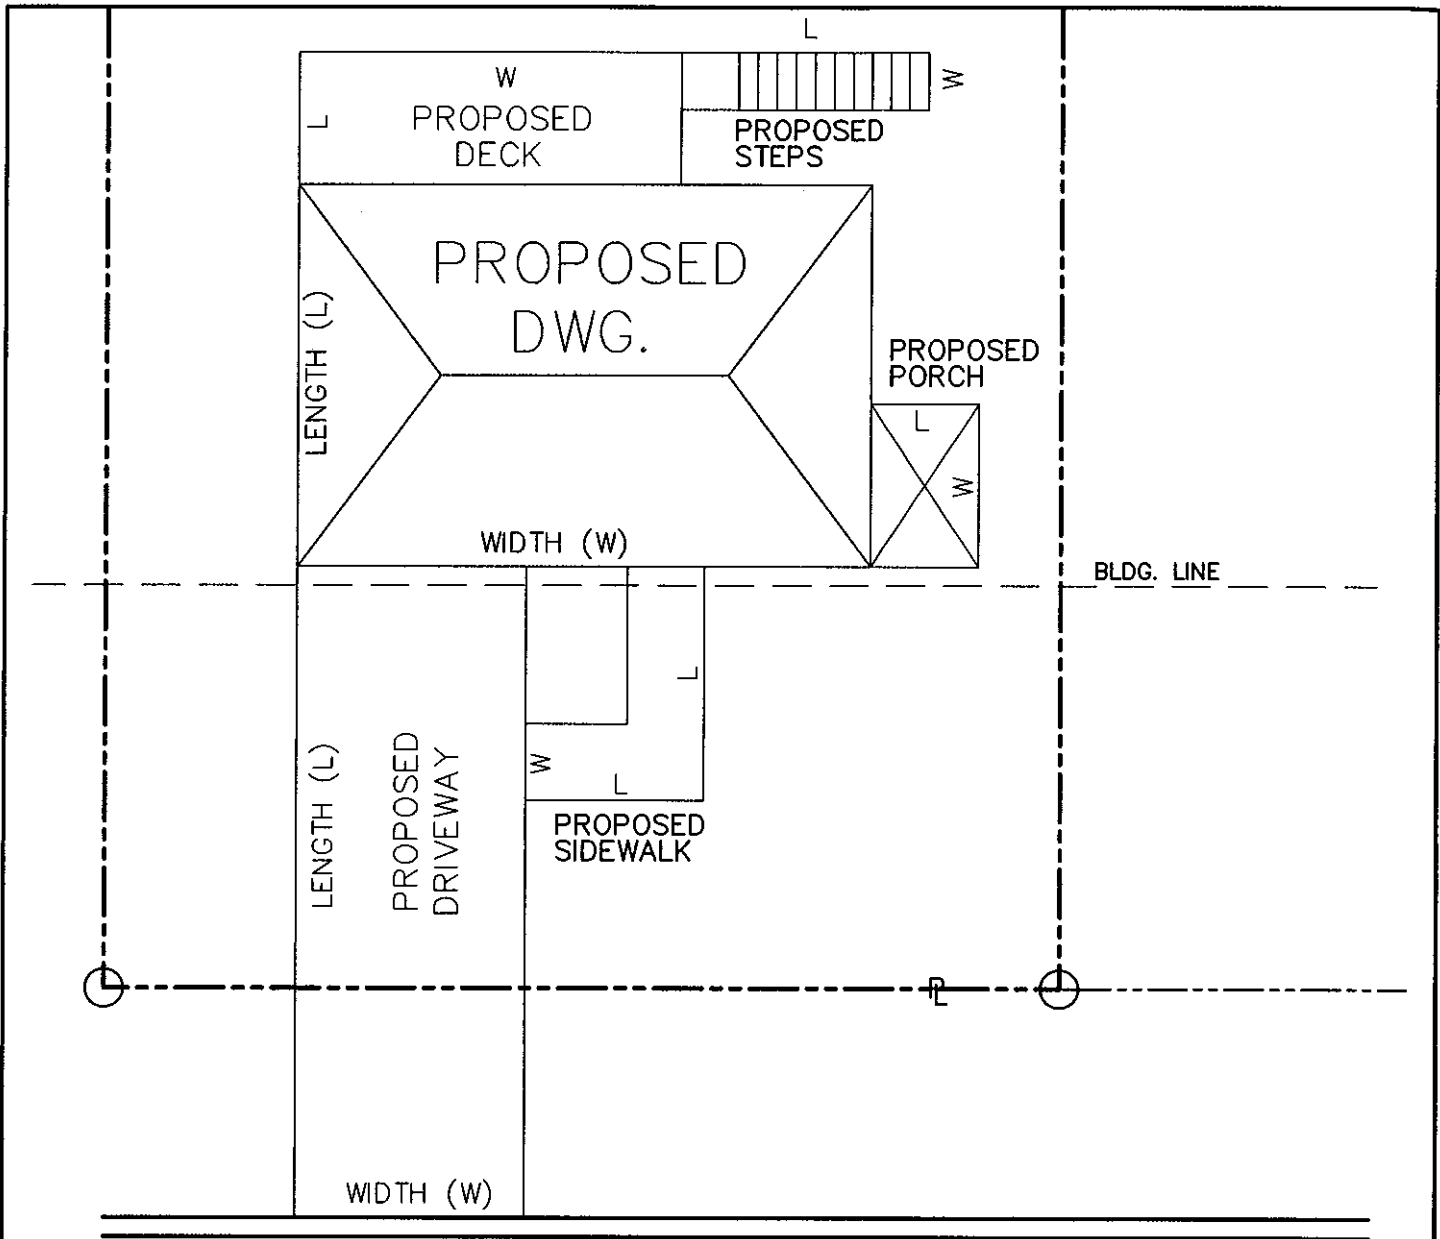 L
W
L
W
PROPOSED
DECK
PROPOSED
STEPS
PROPOSED
DWG.
LENGTH (L)
PROPOSED
PORCH
L
W
WIDTH (W)
BLDG. LINE
L
W
L
PROPOSED
SIDEWALK
LENGTH (L)
PROPOSED
DRIVEWAY
PL
WIDTH (W)